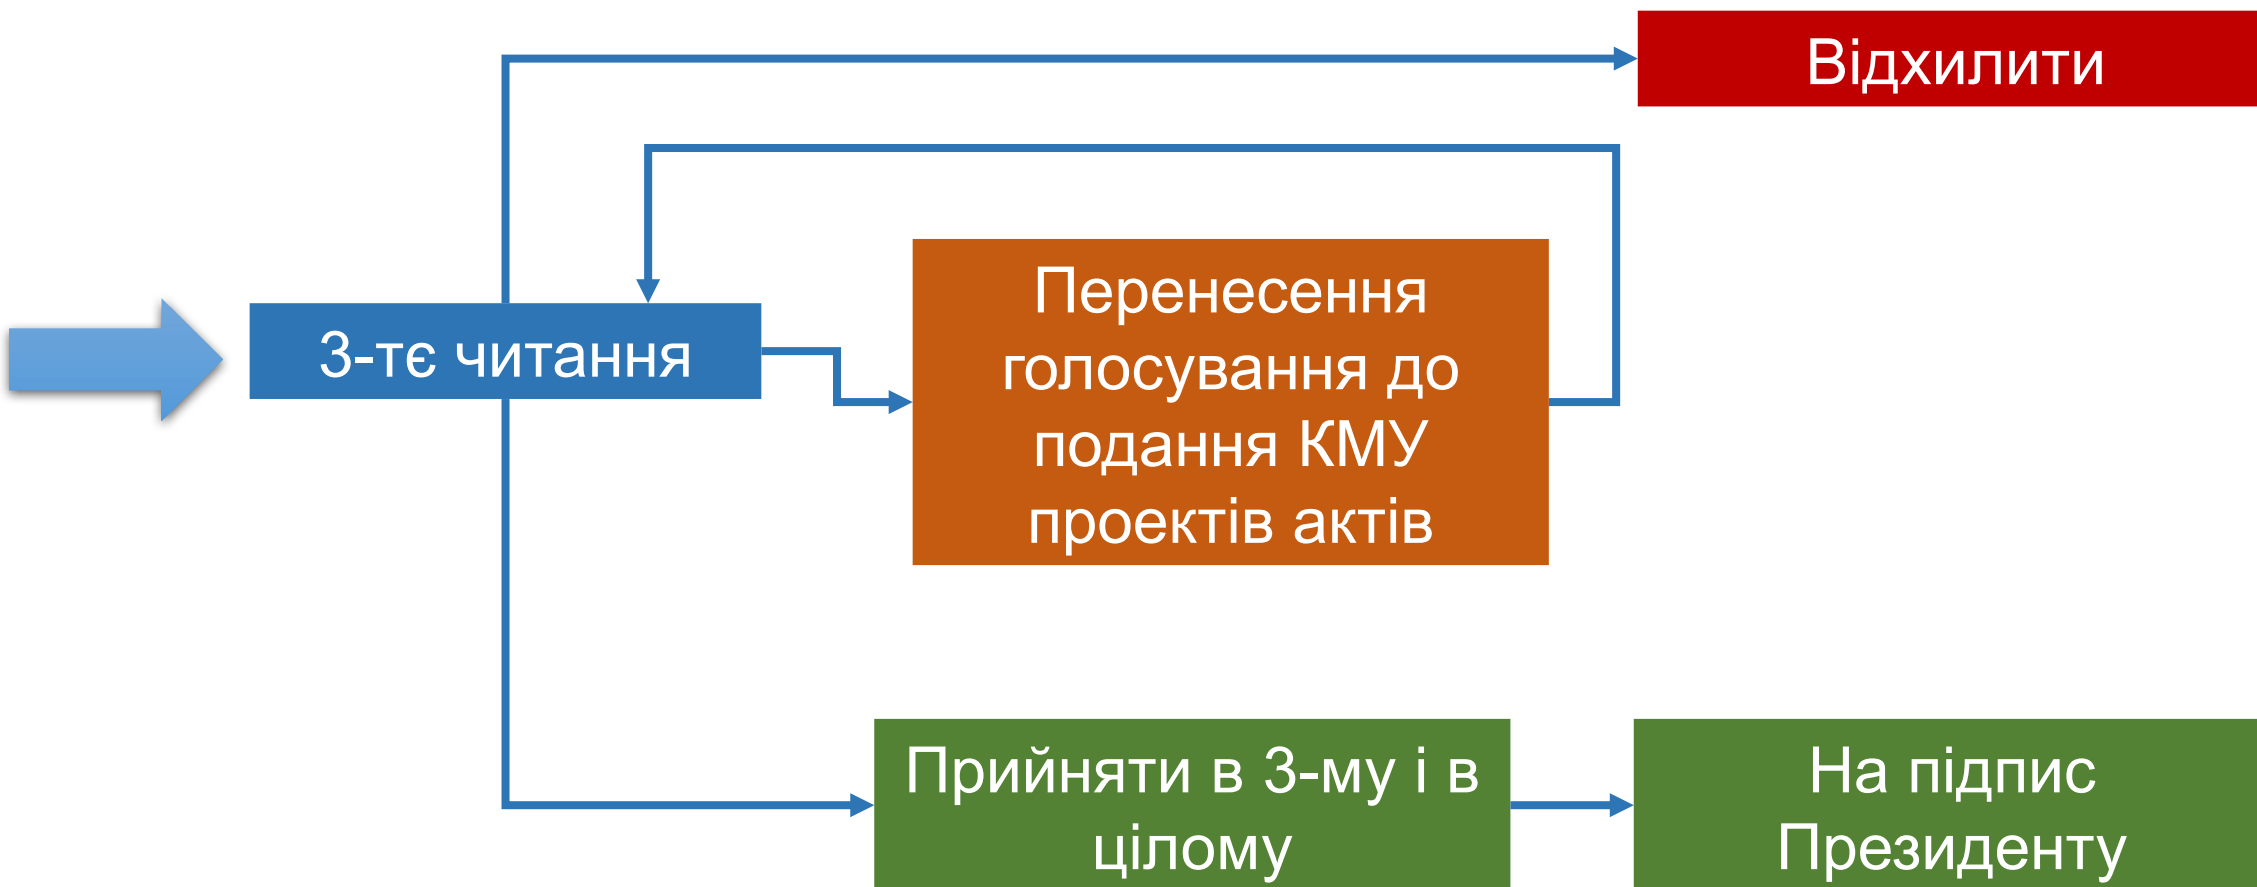 Відхилити
3-тє читання
Перенесення
голосування до
подання КМУ
проектів актів
Прийняти в 3-му і в
цілому
На підпис
Президенту